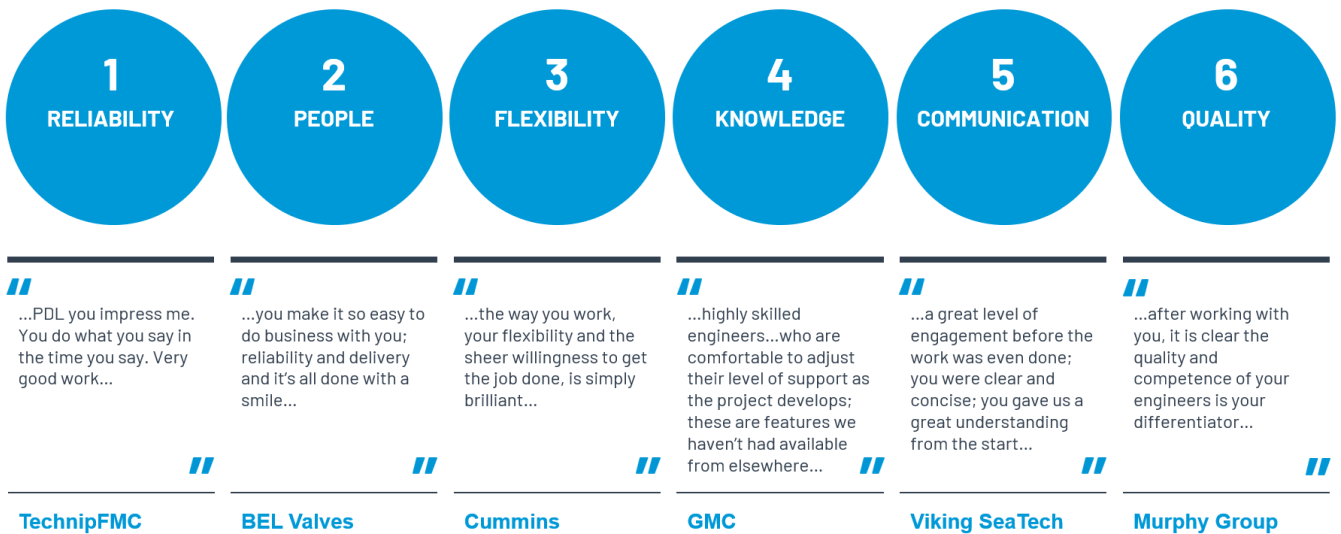 1
RELIABILITY
2
PEOPLE
3
FLEXIBILITY
4
KNOWLEDGE
5
COMMUNICATION
6
QUALITY
"
...PDL you impress me.
You do what you say in
the time you say. Very
good work...
"
TechnipFMC
"
...you make it so easy to
do business with you;
reliability and delivery
and it's all done with a
smile...
"
BEL Valves
"
...the way you work,
your flexibility and the
sheer willingness to get
the job done, is simply
brilliant...
"
Cummins
"
...highly skilled
engineers...who are
comfortable to adjust
their level of support as
the project develops;
these are features we
haven't had available
from elsewhere...
"
GMC
"
...a great level of
engagement before the
work was even done;
you were clear and
concise; you gave us a
great understanding
from the start...
"
Viking SeaTech
"
...after working with
you, it is clear the
quality and
competence of your
engineers is your
differentiator...
"
Murphy Group